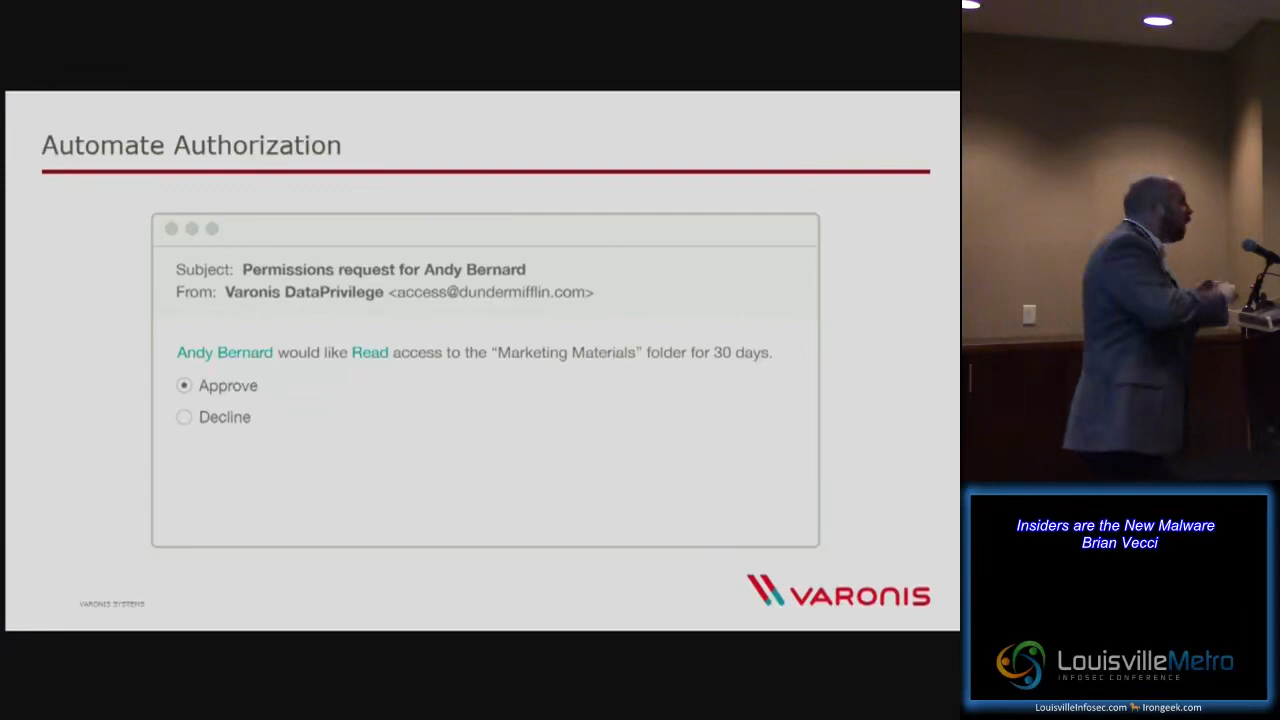 Automate Authorization
Subject: Permissions request for Andy Bernard
From: Varonis DataPrivilege <access@dundermifflin.com>
Andy Bernard would like Read access to the “Marketing Materials” folder for 30 days.
Approve
Decline
VARONIS SYSTEMS
VARONIS
Insiders are the New Malware
Brian Vecci
LouisvilleMetro
INFOSEC CONFERENCE
LouisvilleInfosec.com Irongeek.com